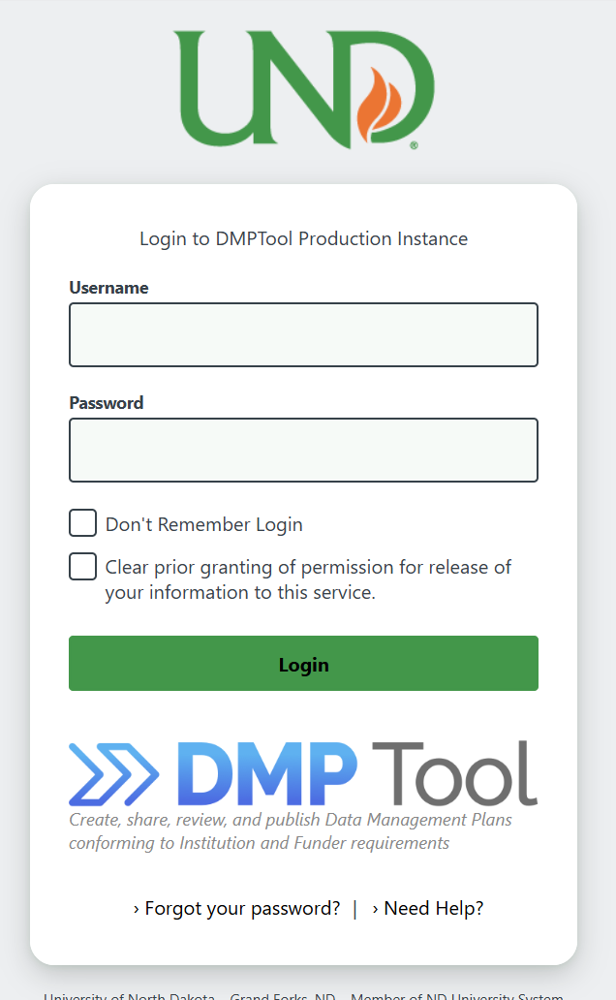 UND
®
Login to DMPTool Production Instance
Username
Password
Don't Remember Login
Clear prior granting of permission for release of
your information to this service.
Login
DMP Tool
Create, share, review, and publish Data Management Plans
conforming to Institution and Funder requirements
› Forgot your password? | › Need Help?
University of North Dakota - Grand Forks, ND - Member of ND University System